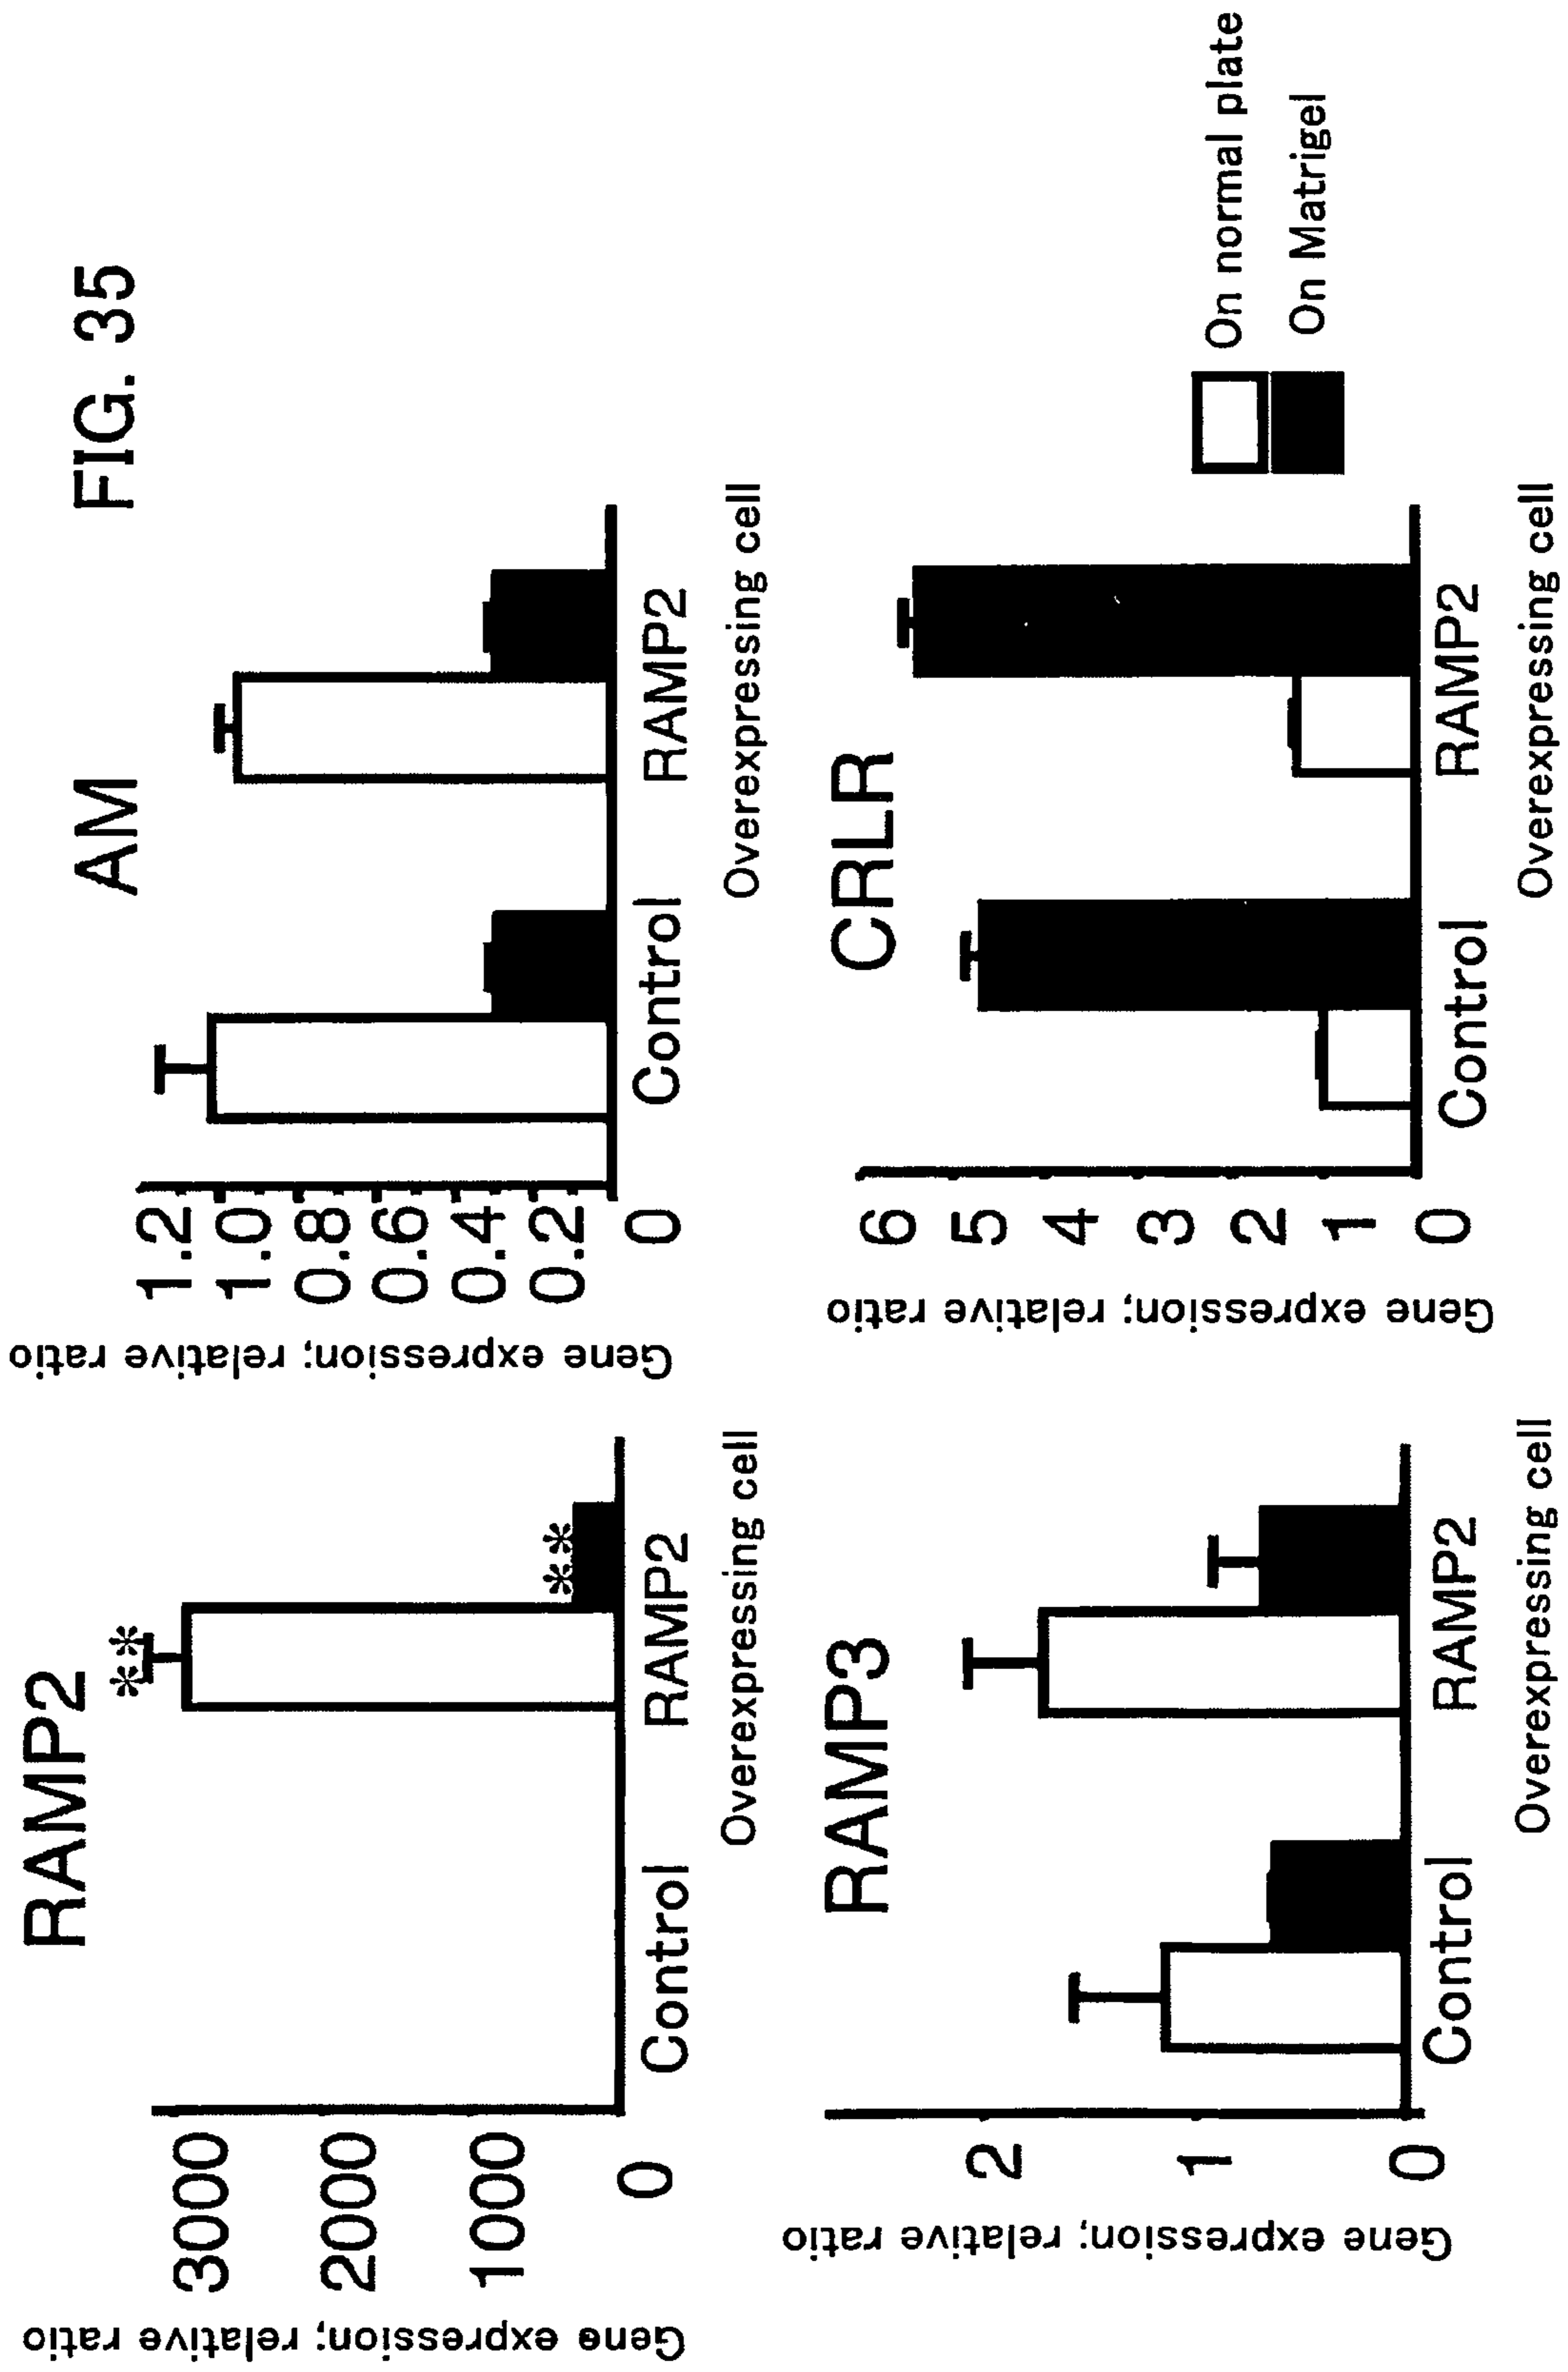 FIG. 35
RAMP2
Gene expression; relative ratio
3000
2000
1000
0
**
**
Control
RAMP2
Overexpressing cell
AM
Gene expression; relative ratio
1.2
1.0
0.8
0.6
0.4
0.2
0
Control
RAMP2
Overexpressing cell
RAMP3
Gene expression; relative ratio
2
1
0
Control
RAMP2
Overexpressing cell
CRLR
Gene expression; relative ratio
6
5
4
3
2
1
0
Control
RAMP2
Overexpressing cell
On normal plate
On Matrigel